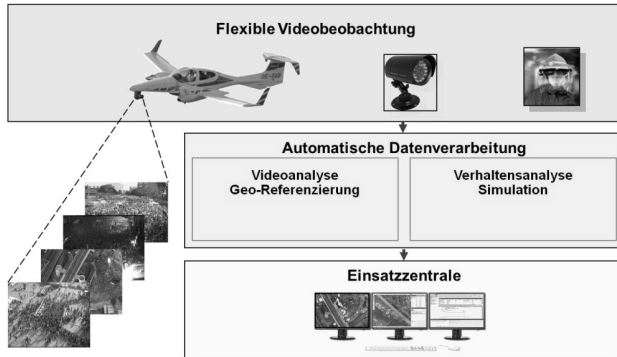 Flexible Videobeobachtung
Automatische Datenverarbeitung
Videoanalyse
Geo-Referenzierung
Verhaltensanalyse
Simulation
Einsatzzentrale